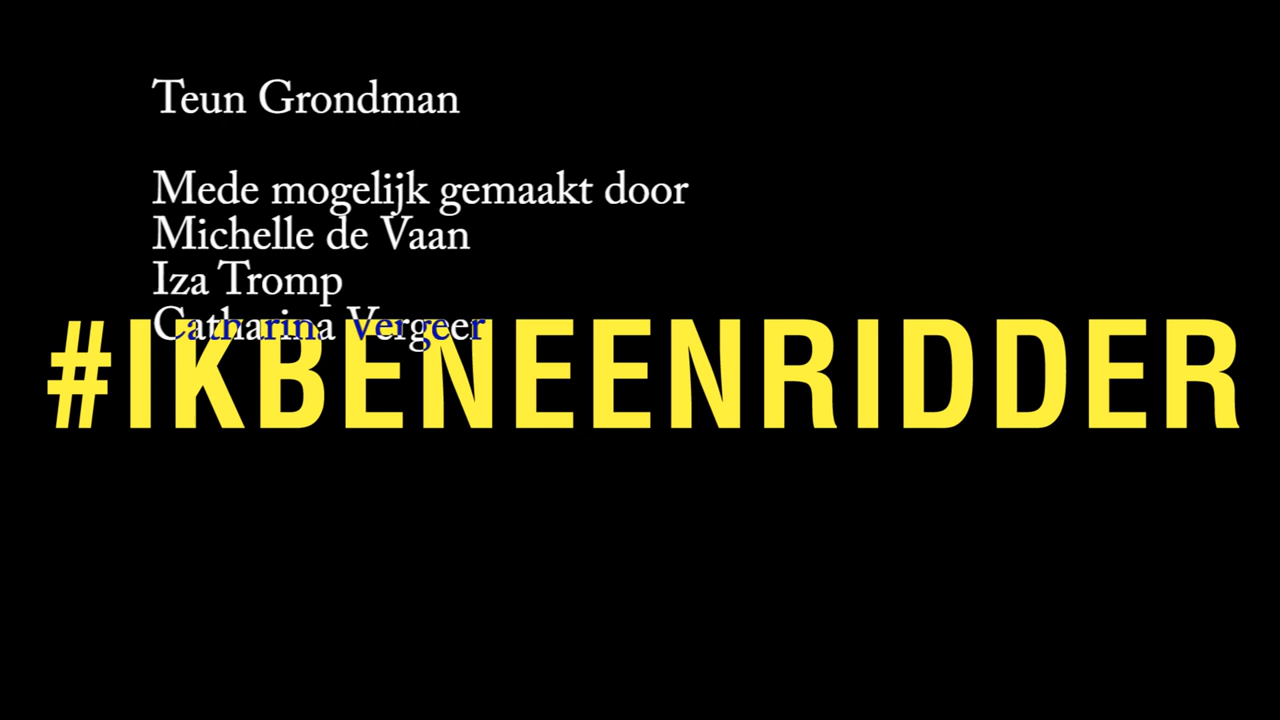 Teun Grondman
Mede mogelijk gemaakt door
Michelle de Vaan
Iza Tromp
Catharina Vergeer
#IKBENEENRIDDER